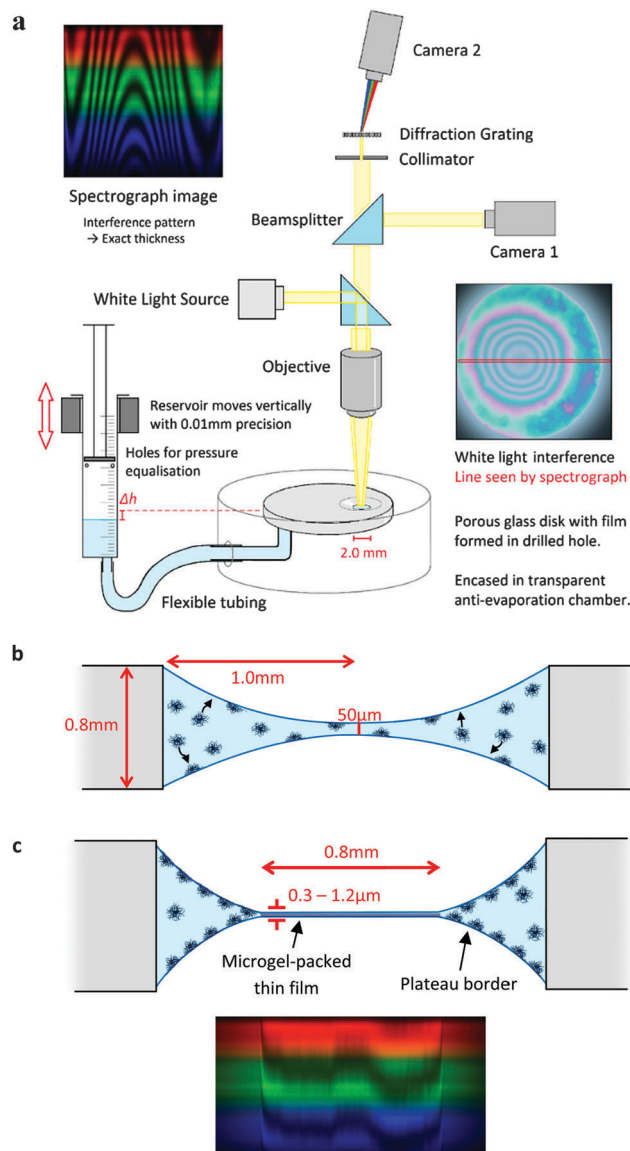 a
Camera 2
Diffraction Grating
Collimator
Spectrograph image
Interference pattern
→ Exact thickness
Beamsplitter
Camera 1
White Light Source
Objective
Reservoir moves vertically
with 0.01mm precision
Holes for pressure
equalisation
Δh
2.0 mm
Flexible tubing
White light interference
Line seen by spectrograph
Porous glass disk with film
formed in drilled hole.
Encased in transparent
anti-evaporation chamber.
b
1.0mm
0.8mm
50μm
c
0.8mm
0.3 – 1.2μm
Microgel-packed
thin film
Plateau border